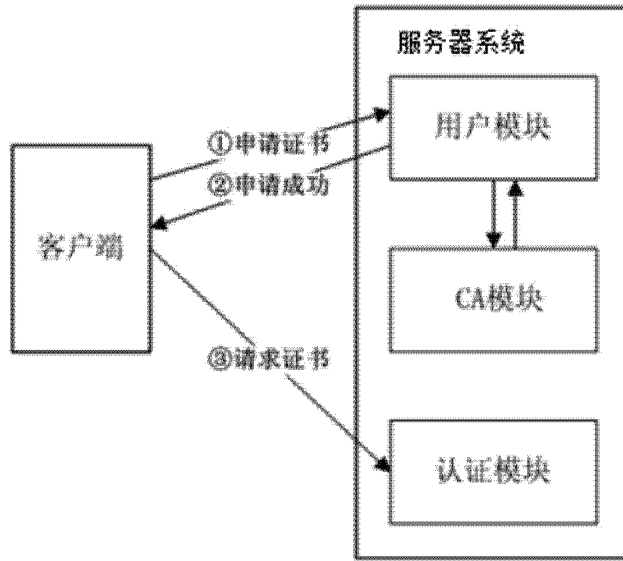 服务器系统
用户模块
①申请证书
②申请成功
客户端
CA模块
③请求证书
认证模块